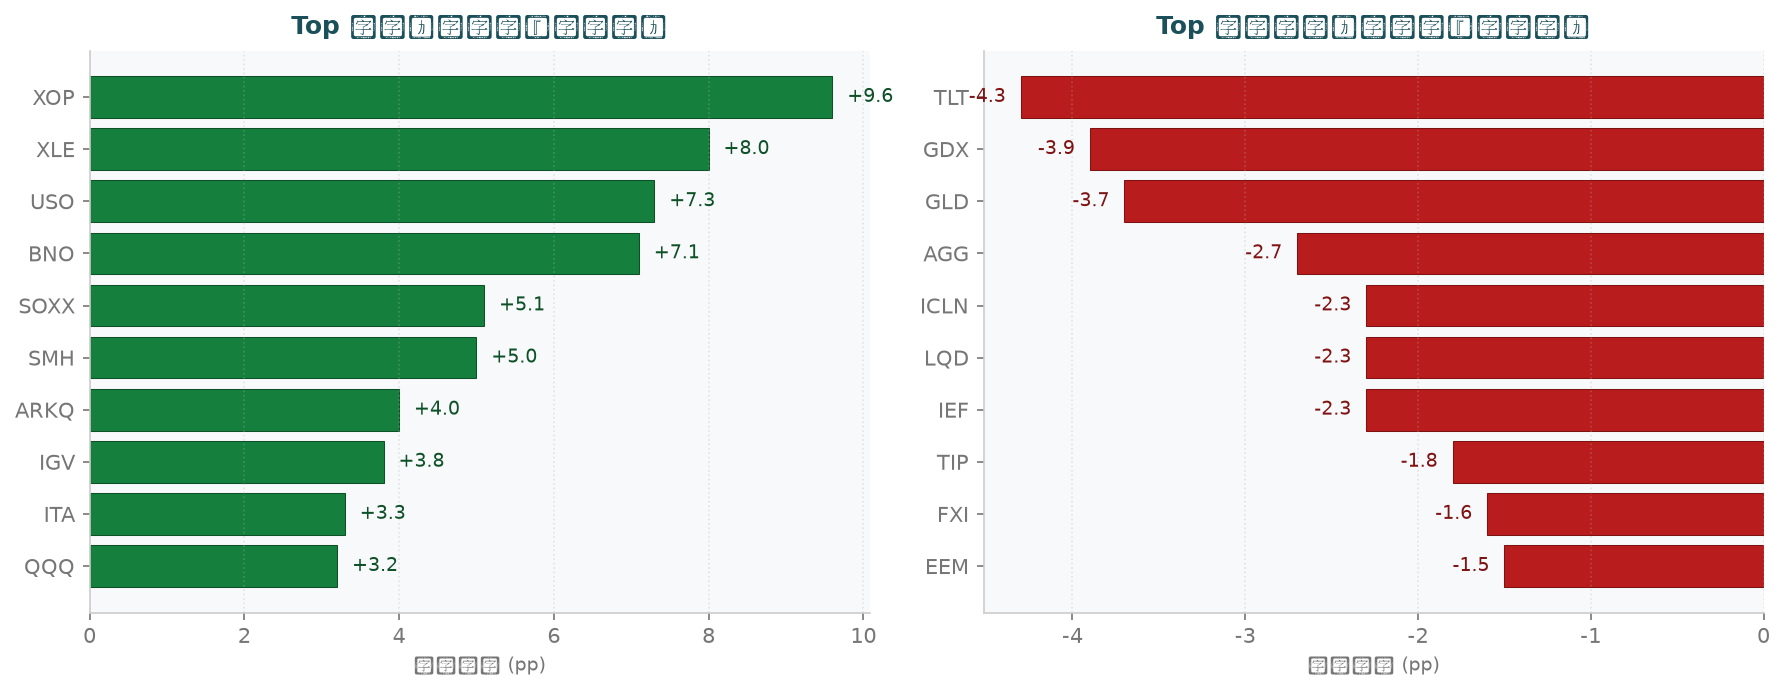 Top
XOP
+9.6
XLE
+8.0
USO
+7.3
BNO
+7.1
SOXX
+5.1
SMH
+5.0
ARKQ
+4.0
IGV
+3.8
ITA
+3.3
QQQ
+3.2
0 2 4 6 8 10
(pp)
Top
TLT
-4.3
GDX
-3.9
GLD
-3.7
AGG
-2.7
ICLN
-2.3
LQD
-2.3
IEF
-2.3
TIP
-1.8
FXI
-1.6
EEM
-1.5
-4 -3 -2 -1 0
(pp)